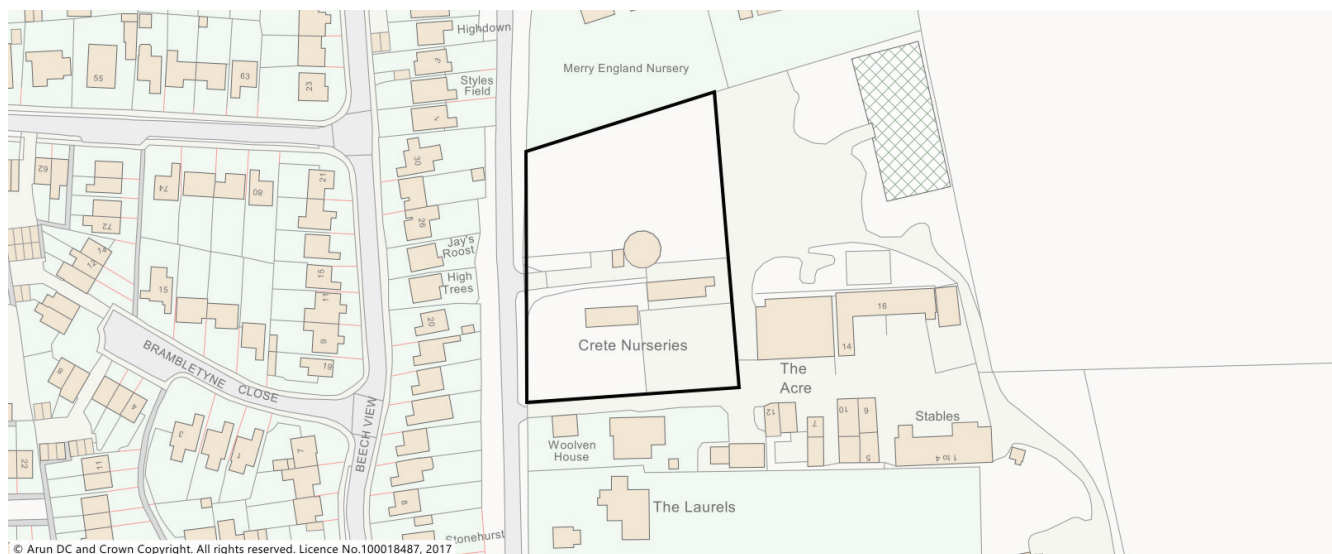 Highdown
3
Styles
Field
4
Merry England Nursery
55
63
23
30
62
74
80
21
72
26
Jay's
Roost
74
72
High
Trees
15
15
11
16
20
14
9
Crete Nurseries
BRAMBLETYNE CLOSE
19
The
Acre
8
4
BEECH VIEW
12
10
9
Stables
3
1
7
Woolven
House
7
5
1 to 4
22
11
8
The Laurels
Stonehurst
© Arun DC and Crown Copyright. All rights reserved. Licence No.100018487, 2017